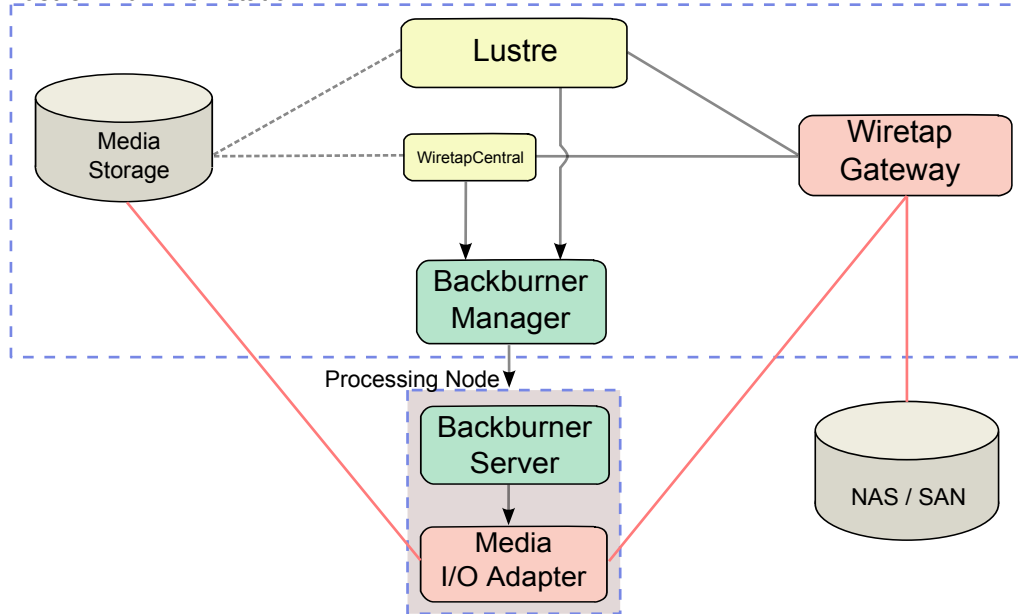 Lustre
Media
Storage
WiretapCentral
Wiretap
Gateway
Backburner
Manager
Processing Node
Backburner
Server
NAS / SAN
Media
I/O Adapter